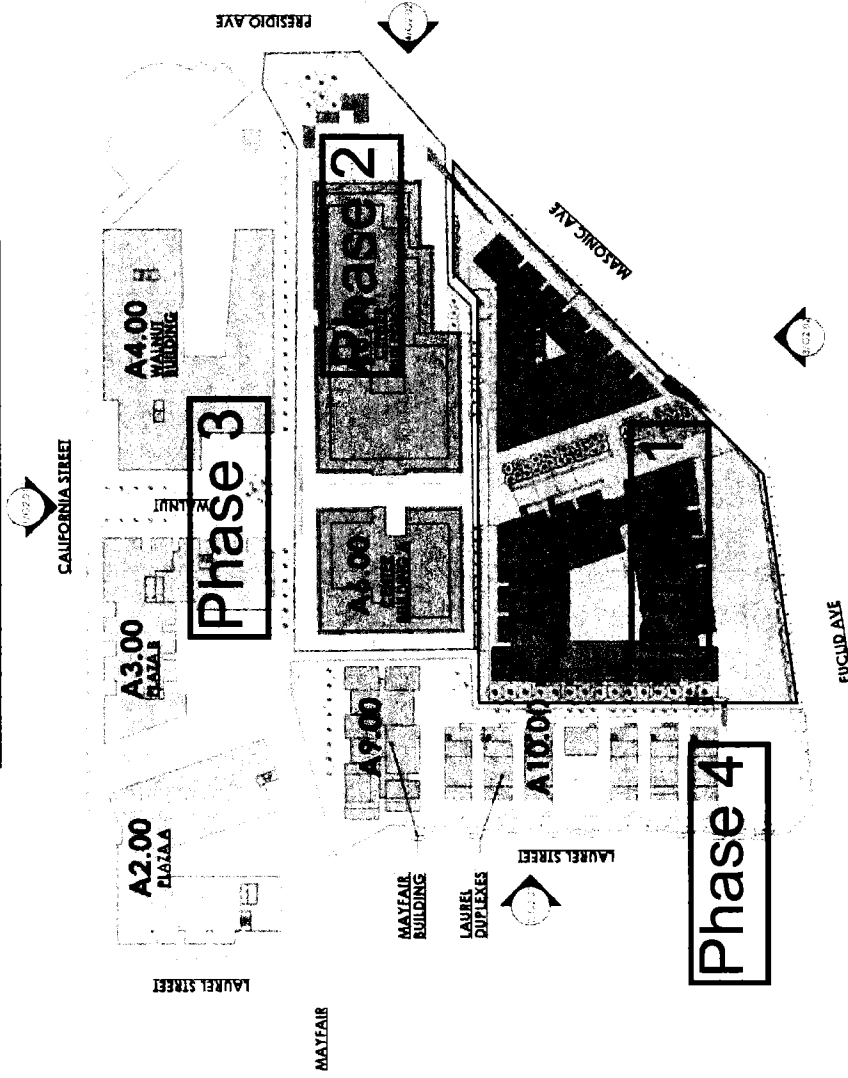 PRESIDIO AVE
CALIFORNIA STREET
A4.00
WALNUT
BUILDING
Phase 2
MASONIC AVE
WALNUT
Phase 3
A3.00
PLAZA B
A6.00
1
A2.00
PLAZA A
A9.00
A10.00
EUCLID AVE
MAYFAIR
BUILDING
LAUREL
DUPLEXES
LAUREL STREET
Phase 4
LAUREL STREET
MAYFAIR